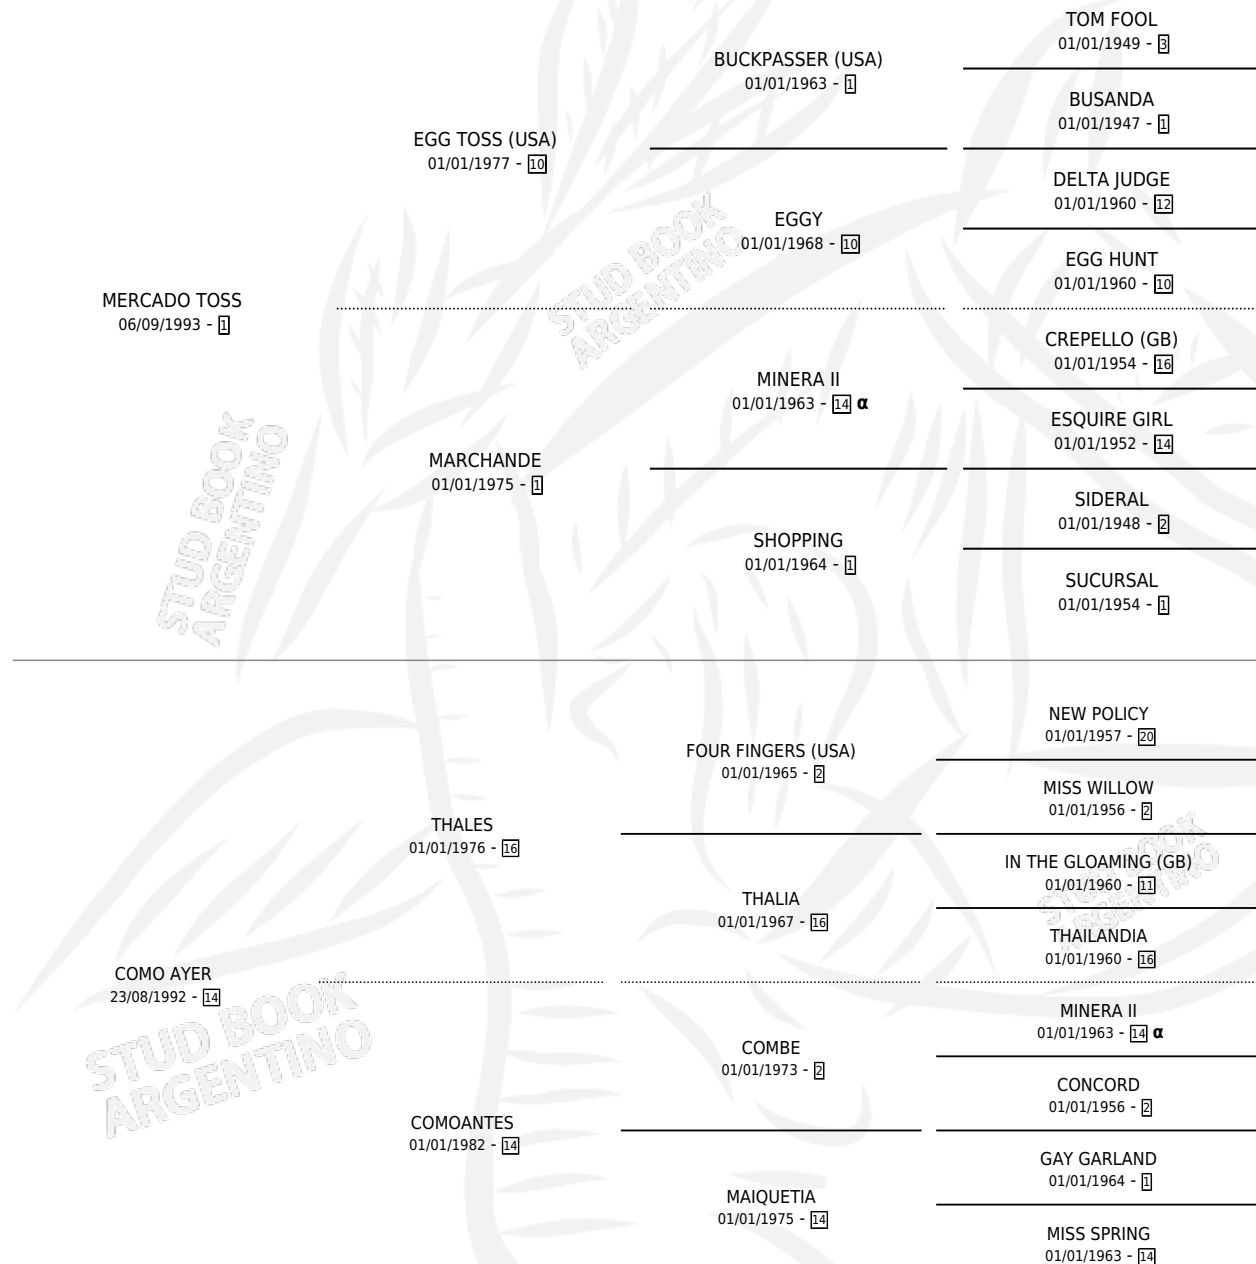 TOM FOOL
01/01/1949 - 3
BUCKPASSER (USA)
01/01/1963 - 1
BUSANDA
01/01/1947 - 1
EGG TOSS (USA)
01/01/1977 - 10
DELTA JUDGE
01/01/1960 - 12
EGGY
01/01/1968 - 10
EGG HUNT
01/01/1960 - 10
MERCADO TOSS
06/09/1993 - 1
CREPELLO (GB)
01/01/1954 - 16
MINERA II
01/01/1963 - 14 α
ESQUIRE GIRL
01/01/1952 - 14
MARCHANDE
01/01/1975 - 1
SIDERAL
01/01/1948 - 2
SHOPPING
01/01/1964 - 1
SUCURSAL
01/01/1954 - 1
NEW POLICY
01/01/1957 - 20
FOUR FINGERS (USA)
01/01/1965 - 2
MISS WILLOW
01/01/1956 - 2
THALES
01/01/1976 - 16
IN THE GLOAMING (GB)
01/01/1960 - 11
THALIA
01/01/1967 - 16
THAILANDIA
01/01/1960 - 16
COMO AYER
23/08/1992 - 14
MINERA II
01/01/1963 - 14 α
COMBE
01/01/1973 - 2
CONCORD
01/01/1956 - 2
COMOANTES
01/01/1982 - 14
GAY GARLAND
01/01/1964 - 1
MAIQUETIA
01/01/1975 - 14
MISS SPRING
01/01/1963 - 14
STUD BOOK
ARGENTINO
STUD BOOK
ARGENTINO
STUD BOOK
ARGENTINO
STUD BOOK
ARGENTINO